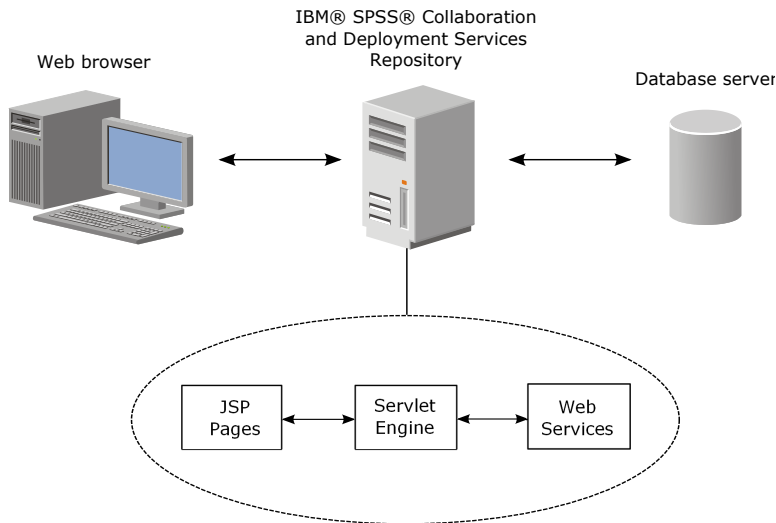 IBM® SPSS® Collaboration
and Deployment Services
Repository
Web browser
Database server
JSP
Pages
Servlet
Engine
Web
Services